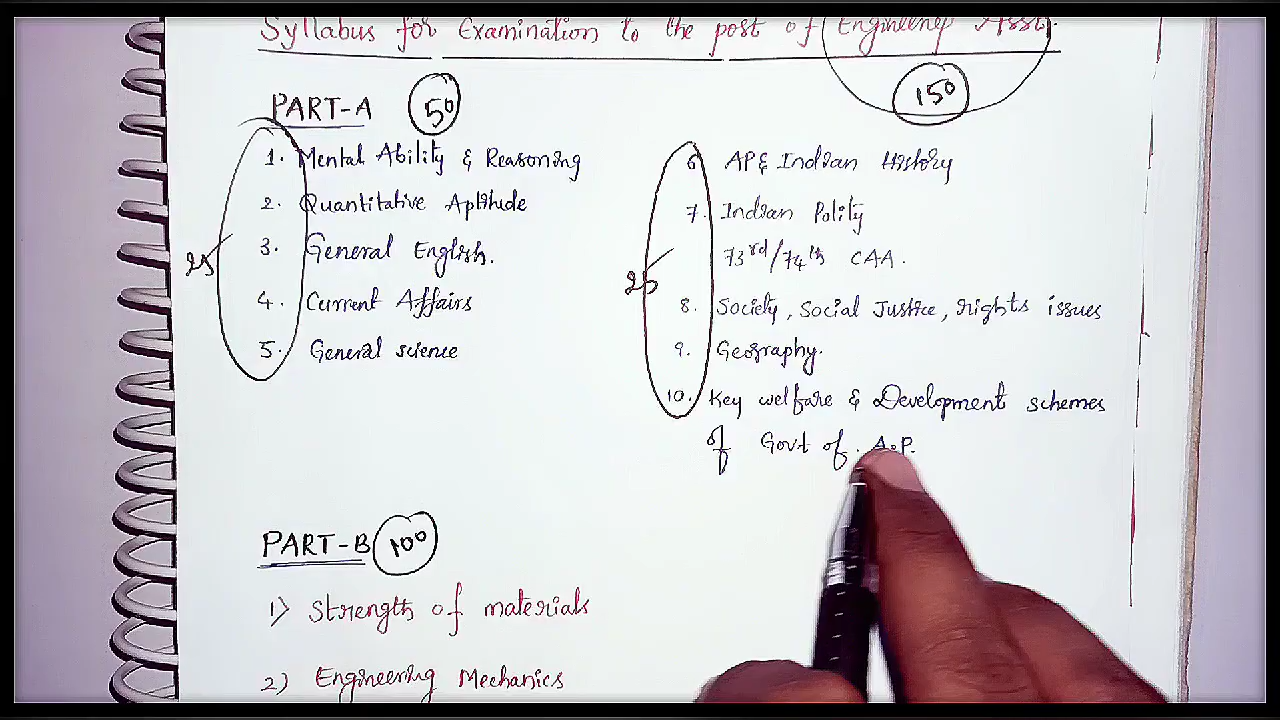 Syllabus for Examination to the post of Engineering Asst.
150
PART-A 50
1. Mental Ability & Reasoning
2. Quantitative Aptitude
3. General English.
4. Current Affairs
5. General science
25
6 AP & Indian History
7. Indian Polity
73rd/74th CAA.
8. Society, Social Justice, rights issues
9. Geography.
10. Key welfare & Development schemes
of Govt of A.P.
25
PART-B 100
1) Strength of materials
2) Engineering Mechanics